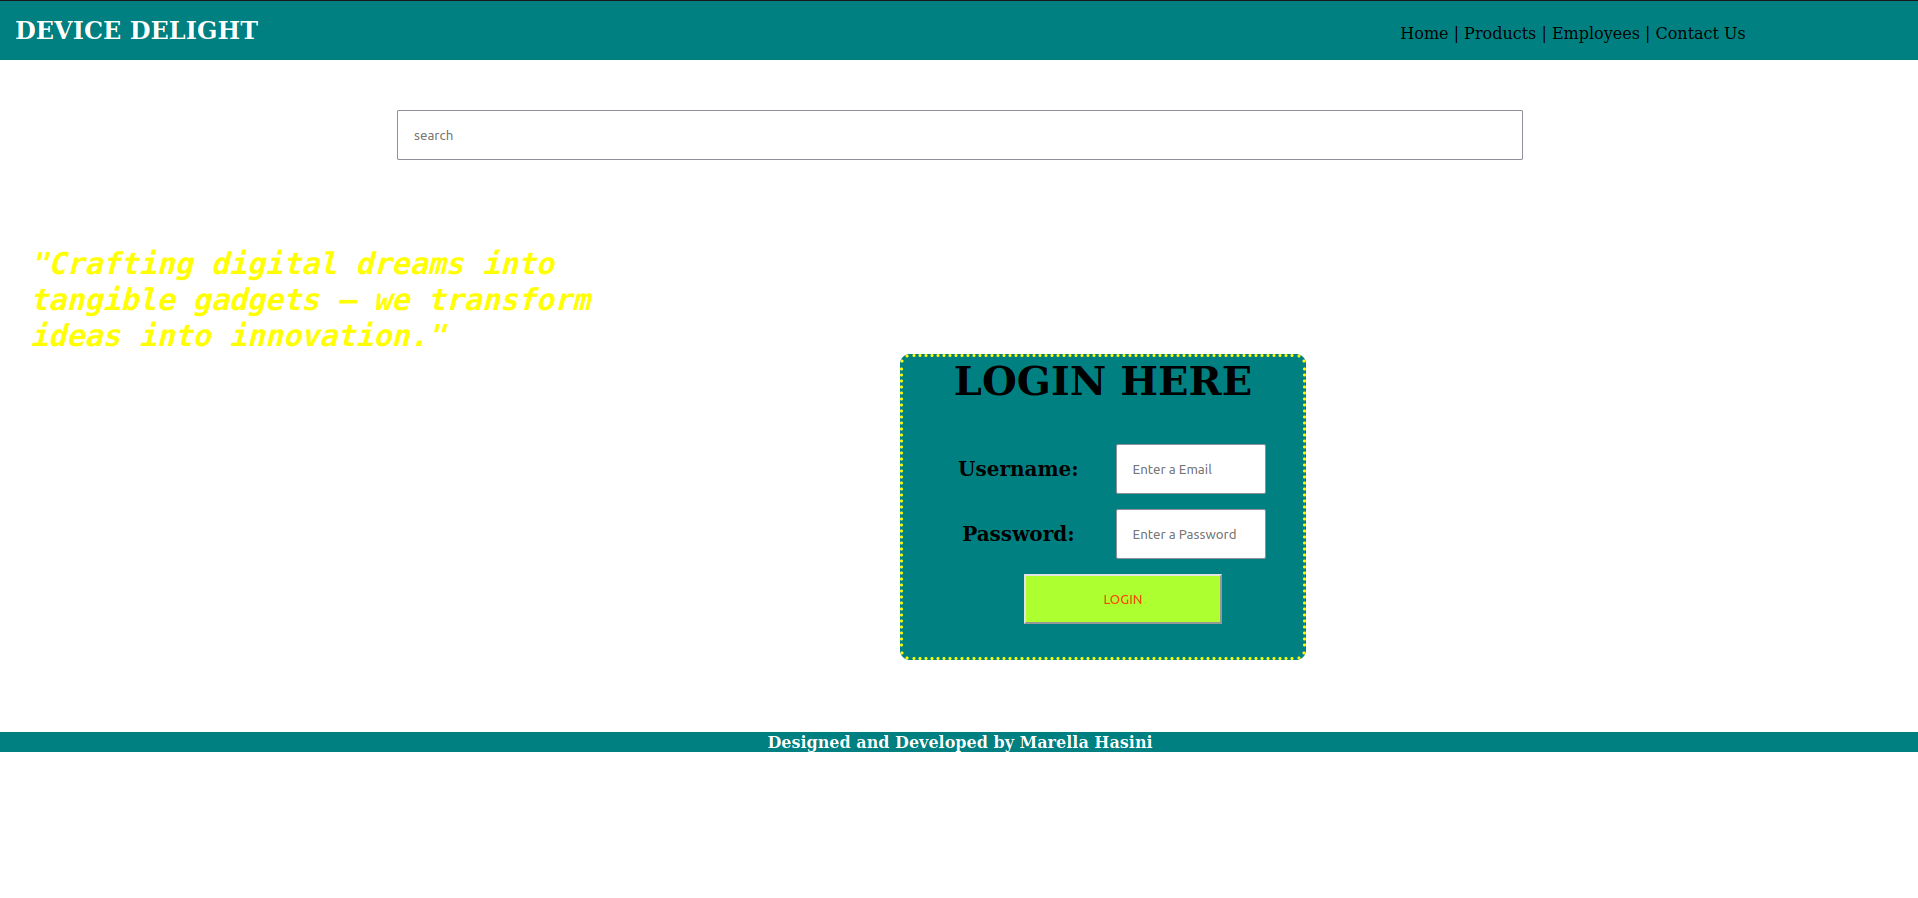 DEVICE DELIGHT
Home | Products | Employees | Contact Us
search
"Crafting digital dreams into
tangible gadgets – we transform
ideas into innovation."
LOGIN HERE
Username: Enter a Email
Password: Enter a Password
LOGIN
Designed and Developed by Marella Hasini